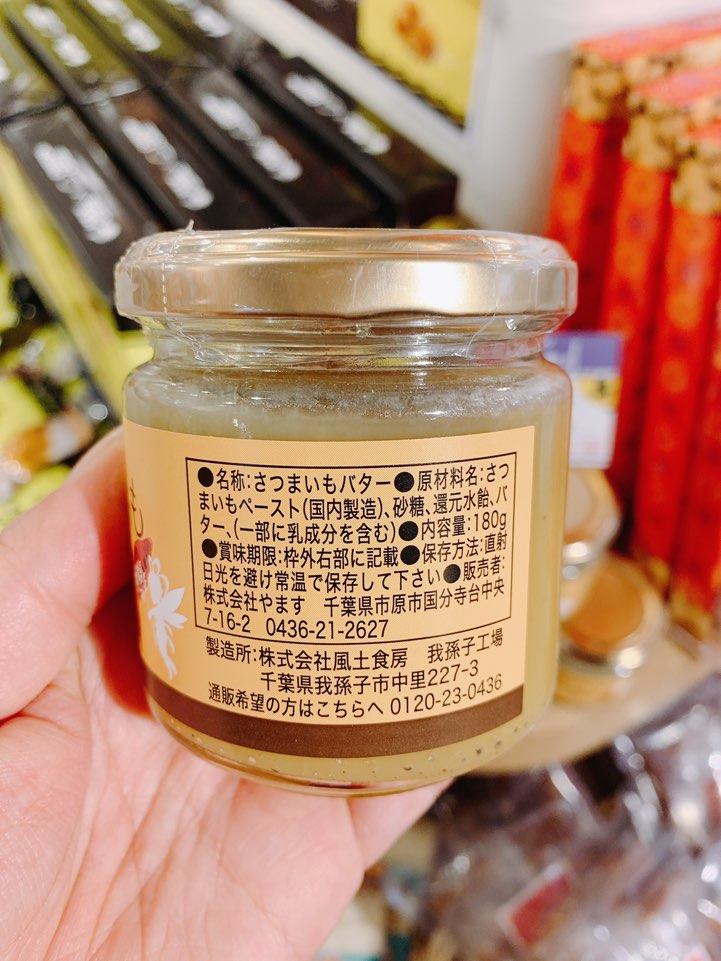 ●名称:さつまいもバター●原材料名:さつ
まいもペースト(国内製造)、砂糖、還元水飴、バ
ター、(一部に乳成分を含む)●内容量:180g
●賞味期限:枠外右部に記載●保存方法:直射
日光を避け常温で保存して下さい●販売者:
株式会社やます 千葉県市原市国分寺台中央
7-16-2 0436-21-2627
製造所:株式会社風土食房 我孫子工場
千葉県我孫子市中里227-3
通販希望の方はこちらへ 0120-23-0436
も